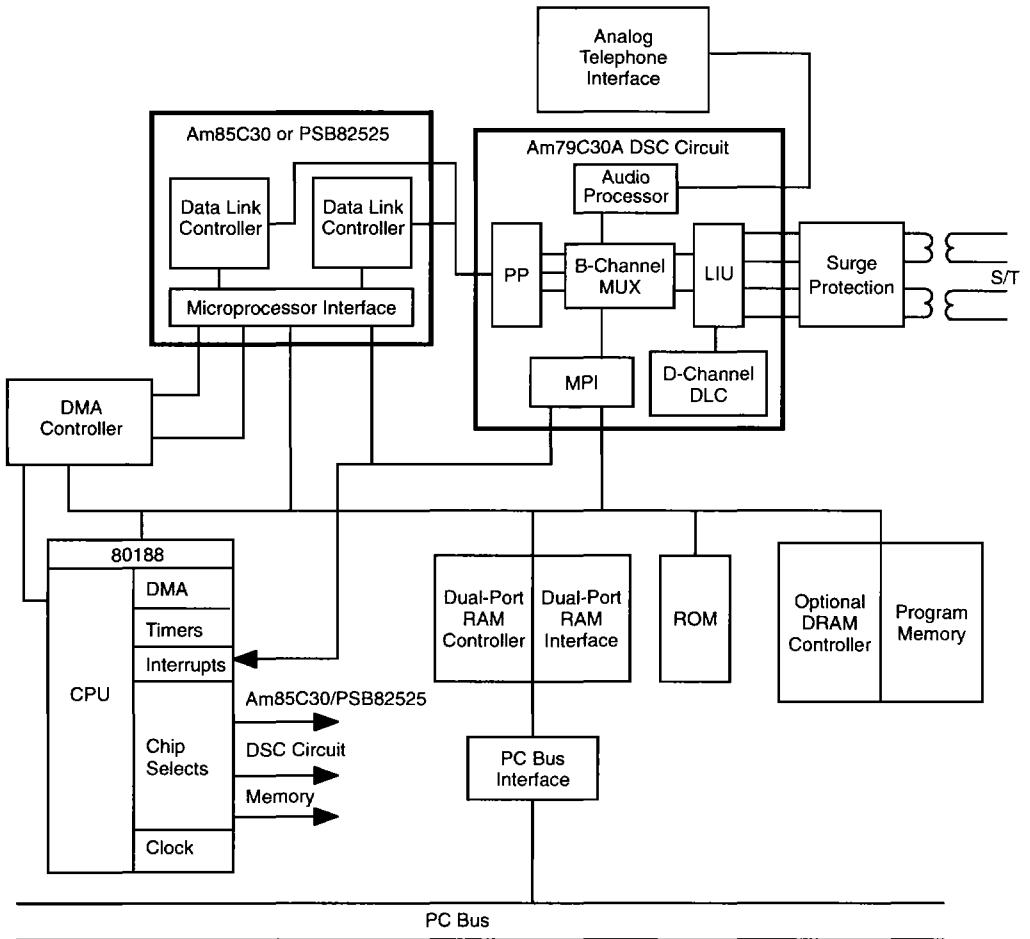 Analog
Telephone
Interface
Am85C30 or PSB82525
Am79C30A DSC Circuit
Audio
Processor
Data Link
Controller
Data Link
Controller
PP
B-Channel
MUX
LIU
Surge
Protection
S/T
Microprocessor Interface
MPI
D-Channel
DLC
DMA
Controller
80188
CPU
DMA
Timers
Interrupts
Chip
Selects
Clock
Am85C30/PSB82525
DSC Circuit
Memory
Dual-Port
RAM
Controller
Dual-Port
RAM
Interface
ROM
Optional
DRAM
Controller
Program
Memory
PC Bus
Interface
PC Bus